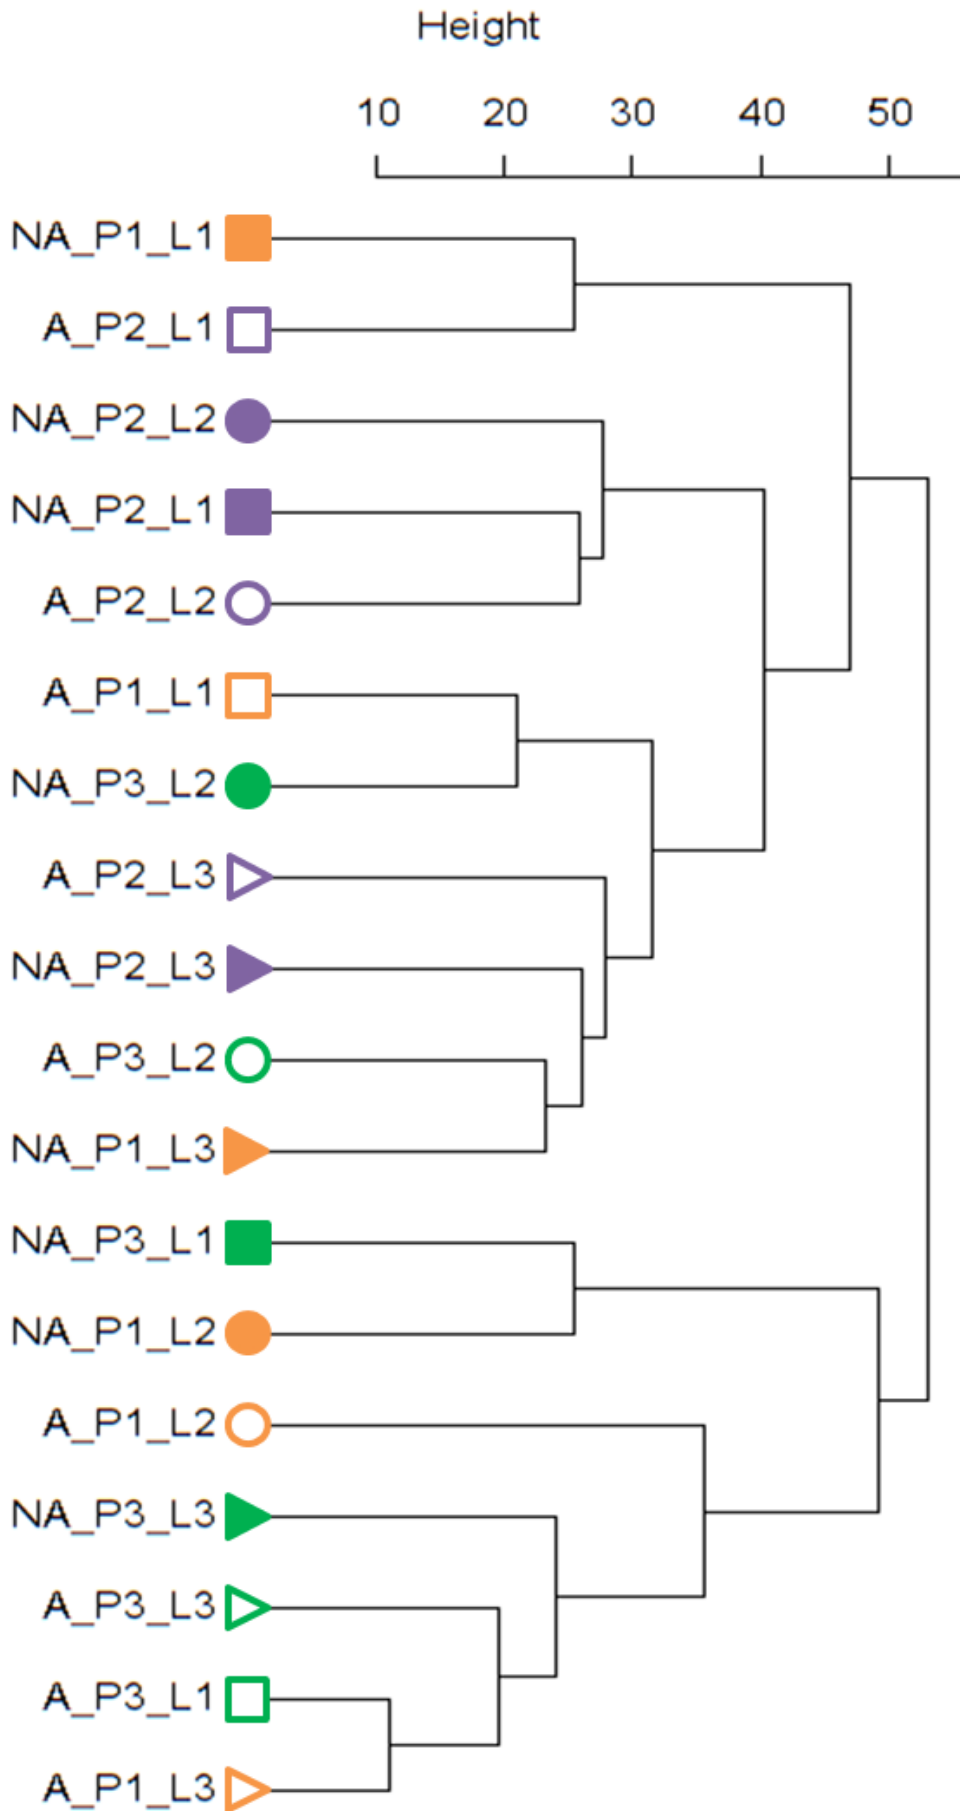 Height
10 20 30 40 50
NA_P1_L1
A_P2_L1
NA_P2_L2
NA_P2_L1
A_P2_L2
A_P1_L1
NA_P3_L2
A_P2_L3
NA_P2_L3
A_P3_L2
NA_P1_L3
NA_P3_L1
NA_P1_L2
A_P1_L2
NA_P3_L3
A_P3_L3
A_P3_L1
A_P1_L3